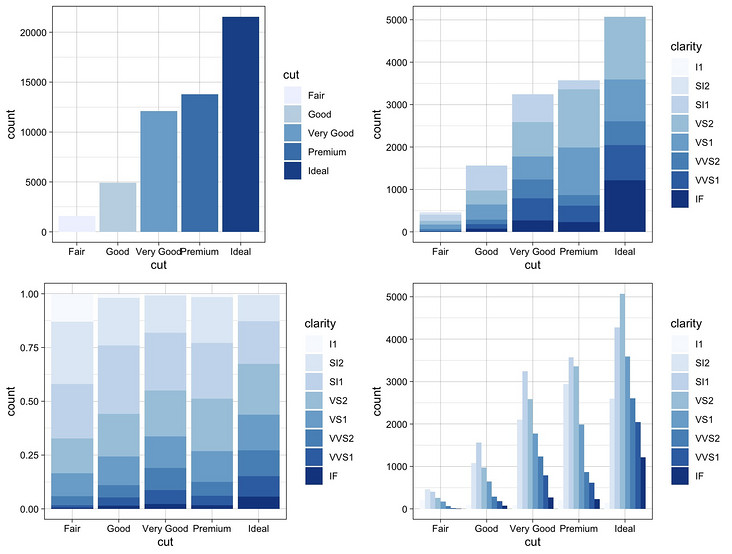 20000
15000
10000
5000
0
count
Fair Good Very Good Premium Ideal
cut
cut
Fair
Good
Very Good
Premium
Ideal
5000
4000
3000
2000
1000
0
count
Fair Good Very Good Premium Ideal
cut
clarity
I1
SI2
SI1
VS2
VS1
VVS2
VVS1
IF
1.00
0.75
0.50
0.25
0.00
count
Fair Good Very Good Premium Ideal
cut
clarity
I1
SI2
SI1
VS2
VS1
VVS2
VVS1
IF
5000
4000
3000
2000
1000
0
count
Fair Good Very Good Premium Ideal
cut
clarity
I1
SI2
SI1
VS2
VS1
VVS2
VVS1
IF